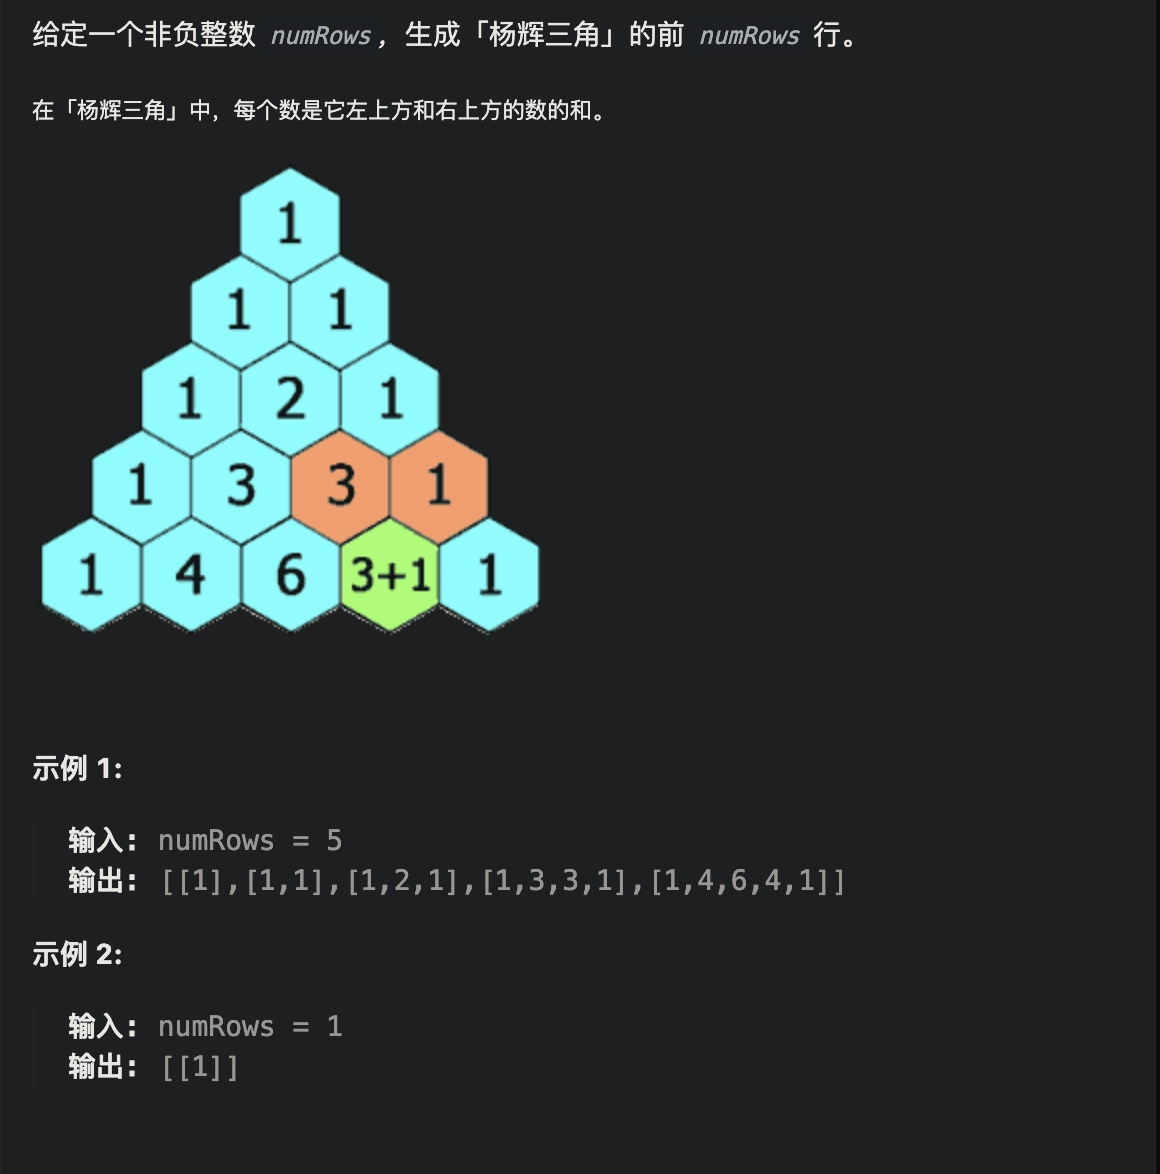 给定一个非负整数 numRows，生成「杨辉三角」的前 numRows 行。
在「杨辉三角」中，每个数是它左上方和右上方的数的和。
1
1 1
1 2 1
1 3 3 1
1 4 6 3+1 1
示例 1:
输入: numRows = 5
输出: [[1],[1,1],[1,2,1],[1,3,3,1],[1,4,6,4,1]]
示例 2:
输入: numRows = 1
输出: [[1]]